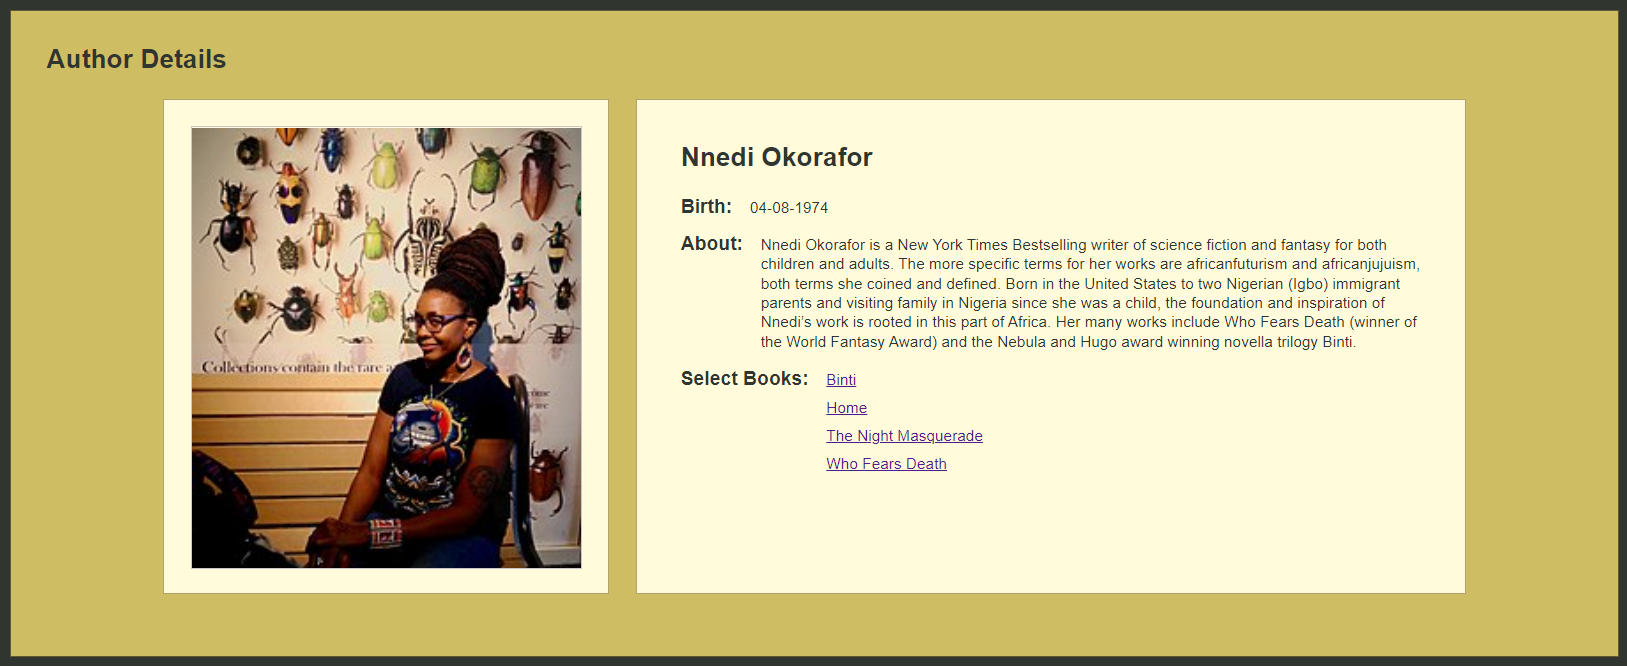 Author Details
Nnedi Okorafor
Birth: 04-08-1974
About: Nnedi Okorafor is a New York Times Bestselling writer of science fiction and fantasy for both
children and adults. The more specific terms for her works are africanfuturism and africanjujuism,
both terms she coined and defined. Born in the United States to two Nigerian (Igbo) immigrant
parents and visiting family in Nigeria since she was a child, the foundation and inspiration of
Nnedi’s work is rooted in this part of Africa. Her many works include Who Fears Death (winner of
the World Fantasy Award) and the Nebula and Hugo award winning novella trilogy Binti.
Select Books: Binti
Home
The Night Masquerade
Who Fears Death
Collections contain the rare a